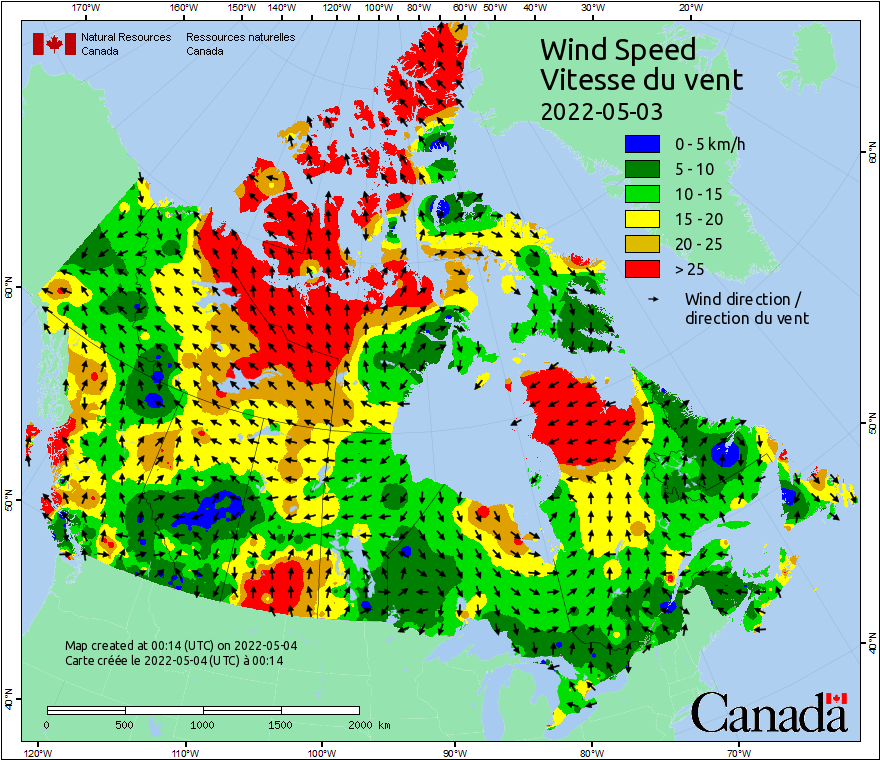 170°W 160°W 150°W 140°W 120°W 100°W 80°W 60°W 50°W 40°W 30°W 20°W
Natural Resources Ressources naturelles
Canada Canada
Wind Speed
Vitesse du vent
2022-05-03
0 - 5 km/h
5 - 10
10 - 15
15 - 20
20 - 25
> 25
Wind direction /
direction du vent
60°N
60°N
50°N
50°N
40°N
40°N
Map created at 00:14 (UTC) on 2022-05-04
Carte créée le 2022-05-04 (UTC) à 00:14
0 500 1000 1500 2000 km
Canada
120°W 110°W 100°W 90°W 80°W 70°W